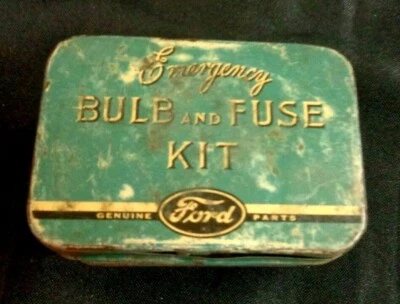 Emergency
BULB AND FUSE
KIT
GENUINE Ford PARTS